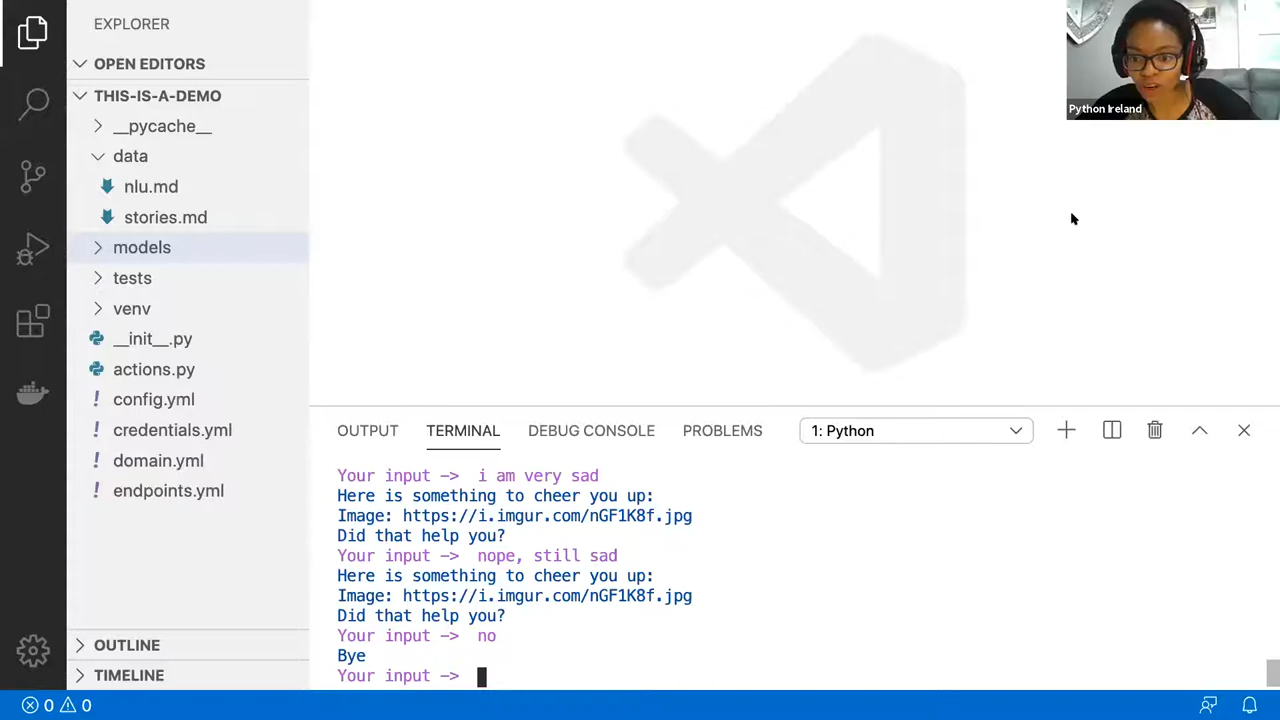 EXPLORER
OPEN EDITORS
THIS-IS-A-DEMO
__pycache__
data
nlu.md
stories.md
models
tests
venv
__init__.py
actions.py
! config.yml
! credentials.yml
! domain.yml
! endpoints.yml
OUTLINE
TIMELINE
Python Ireland
OUTPUT TERMINAL DEBUG CONSOLE PROBLEMS 1: Python
Your input -> i am very sad
Here is something to cheer you up:
Image: https://i.imgur.com/nGF1K8f.jpg
Did that help you?
Your input -> nope, still sad
Here is something to cheer you up:
Image: https://i.imgur.com/nGF1K8f.jpg
Did that help you?
Your input -> no
Bye
Your input ->
0 0